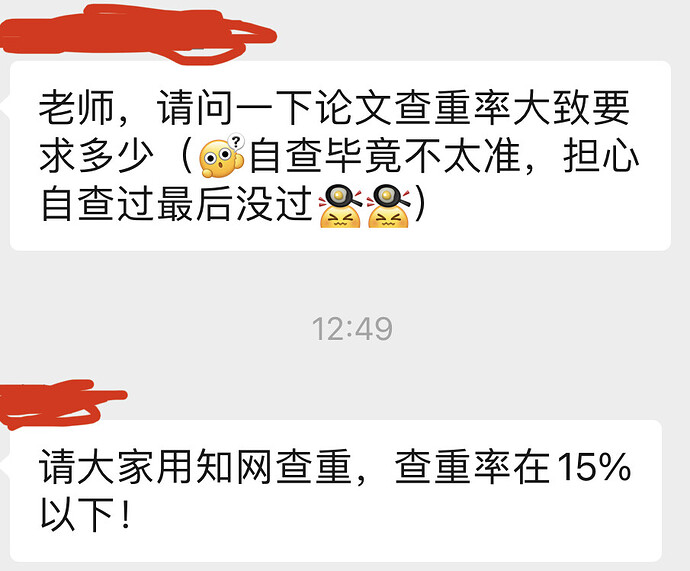 老师，请问一下论文查重率大致要
求多少（自查毕竟不太准，担心
自查过最后没过）
12:49
请大家用知网查重，查重率在15%
以下！